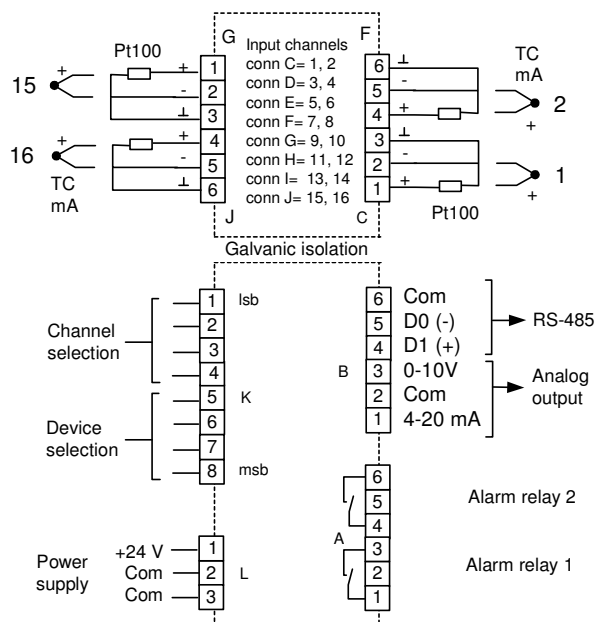 G
F
Pt100
Input channels
conn C= 1, 2
conn D= 3, 4
conn E= 5, 6
conn F= 7, 8
conn G= 9, 10
conn H= 11, 12
conn I= 13, 14
conn J= 15, 16
15
+
+
1
-
2
⊥
3
16
+
+
4
-
5
⊥
6
TC
mA
J
6
⊥
5
-
4
+
TC
mA
2
+
3
⊥
2
-
1
+
1
+
C
Pt100
Galvanic isolation
Channel
selection
Device
selection
1
lsb
2
3
4
5
K
6
7
8
msb
6
Com
5
D0 (-)
4
D1 (+)
RS-485
B
3
0-10V
2
Com
1
4-20 mA
Analog
output
6
5
4
Alarm relay 2
A
3
2
1
Alarm relay 1
Power
supply
+24 V
1
Com
2
L
Com
3